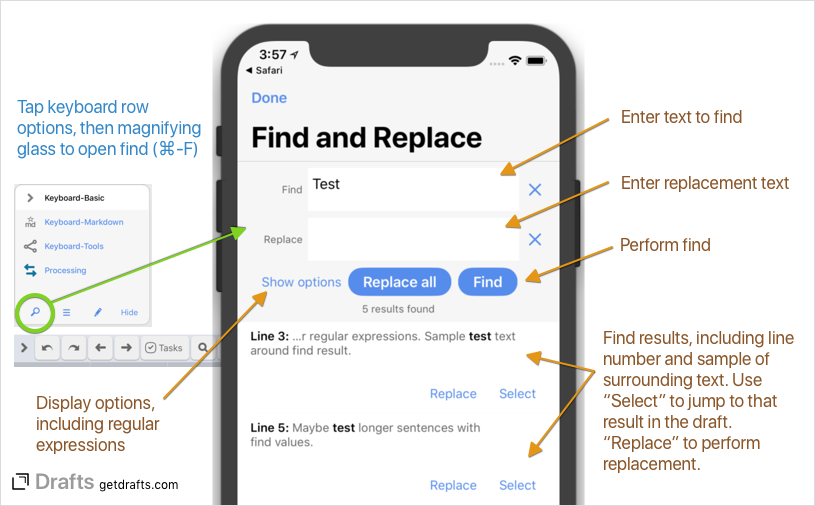 Tap keyboard row
options, then magnifying
glass to open find (⌘-F)
Keyboard-Basic
md Keyboard-Markdown
Keyboard-Tools
Processing
Hide
Tasks
Display options,
including regular
expressions
Drafts getdrafts.com
3:57
Safari
Done
Find and Replace
Find Test
Replace
Show options Replace all Find
5 results found
Line 3: ...r regular expressions. Sample test text
around find result.
Replace Select
Line 5: Maybe test longer sentences with
find values.
Replace Select
Enter text to find
Enter replacement text
Perform find
Find results, including line
number and sample of
surrounding text. Use
“Select” to jump to that
result in the draft.
“Replace” to perform
replacement.